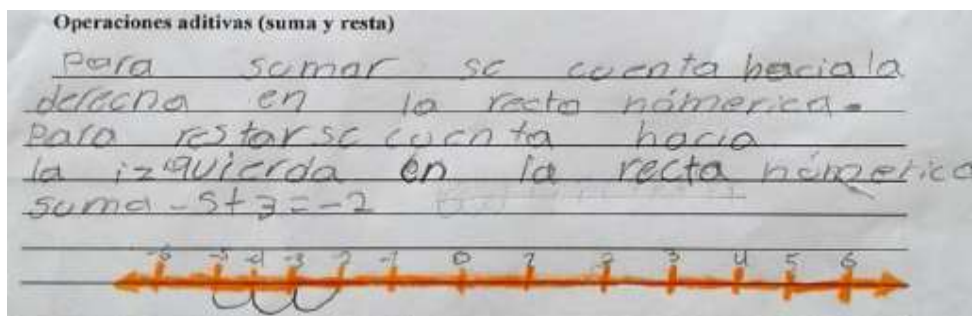 Operaciones aditivas (suma y resta)
Para sumar se cuenta hacia la
derecha en la recta númerica.
Para restar se cuenta hacia
la izquierda en la recta númerica
suma -5+3=-2
-6 -5 -4 -3 -2 -1 0 1 2 3 4 5 6